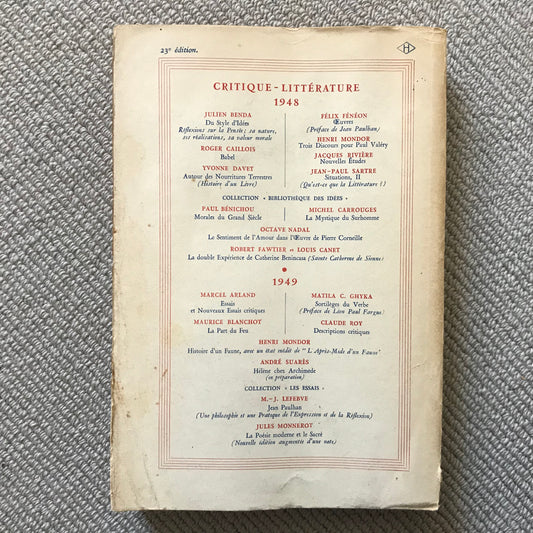 23e édition.
H
CRITIQUE-LITTÉRATURE
1948
JULIEN BENDA
Du Style d'Idées
Réflexions sur la Pensée; sa nature,
ses réalisations, sa valeur morale
ROGER CAILLOIS
Babel
YVONNE DAVET
Autour des Nourritures Terrestres
(Histoire d'un Livre)
FÉLIX FÉNÉON
Œuvres
(Préface de Jean Paulhan)
HENRI MONDOR
Trois Discours pour Paul Valéry
JACQUES RIVIÈRE
Nouvelles Études
JEAN-PAUL SARTRE
Situations, II
(Qu'est-ce que la Littérature?)
COLLECTION « BIBLIOTHÈQUE DES IDÉES »
PAUL BÉNICHOU
Morales du Grand Siècle
MICHEL CARROUGES
La Mystique du Surhomme
OCTAVE NADAL
Le Sentiment de l'Amour dans l'Œuvre de Pierre Corneille
ROBERT FAWTIER et LOUIS CANET
La double Expérience de Catherine Benincasa (Sainte Catherine de Sienne)
1949
MARCEL ARLAND
Essais
et Nouveaux Essais critiques
MAURICE BLANCHOT
La Part du Feu
MATILA C. GHYKA
Sortilèges du Verbe
(Préface de Léon Paul Fargue)
CLAUDE ROY
Descriptions critiques
HENRI MONDOR
Histoire d'un Faune, avec un état inédit de "L'Après-Midi d'un Faune"
ANDRÉ SUARÈS
Hélène chez Archimède
(en préparation)
COLLECTION « LES ESSAIS »
M.-J. LEFEBVE
Jean Paulhan
(Une philosophie et une Pratique de l'Expression et de la Réflexion)
JULES MONNEROT
La Poésie moderne et le Sacré
(Nouvelle édition augmentée d'une note)